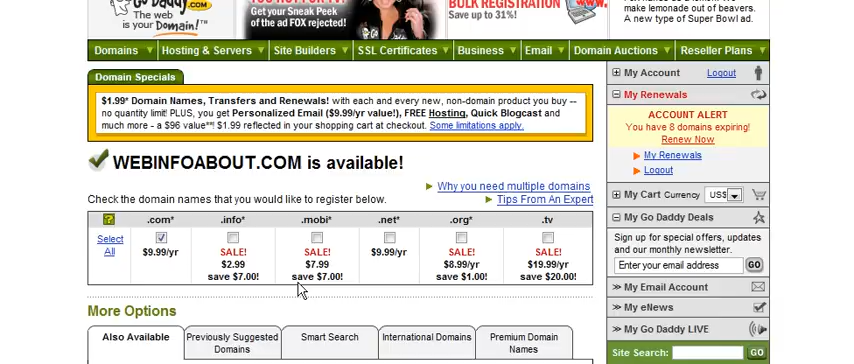 Go Daddy
.COM
The web
is your Domain!™
Get your Sneak Peek
of the ad FOX rejected!
BULK REGISTRATION
Save up to 31%!
www.
make lemonade out of beavers.
A new type of Super Bowl ad.
Domains Hosting & Servers Site Builders SSL Certificates Business Email Domain Auctions Reseller Plans
Domain Specials
$1.99* Domain Names, Transfers and Renewals! with each and every new, non-domain product you buy --
no quantity limit! PLUS, you get Personalized Email ($9.99/yr value!), FREE Hosting, Quick Blogcast and
much more - a $96 value**! $1.99 reflected in your shopping cart at checkout. Some limitations apply.
WEBINFOABOUT.COM is available!
Why you need multiple domains
Check the domain names that you would like to register below.
Tips From An Expert
? .com* .info* .mobi* .net* .org* .tv
Select
All
$9.99/yr SALE! SALE! $9.99/yr SALE! SALE!
$2.99 $7.99 $8.99/yr $19.99/yr
save $7.00! save $7.00! save $1.00! save $20.00!
More Options
Also Available
Previously Suggested
Domains
Smart Search
International Domains
Premium Domain
Names
My Account Logout
My Renewals
ACCOUNT ALERT
You have 8 domains expiring!
Renew Now
My Renewals
Logout
My Cart Currency US$
My Go Daddy Deals
Sign up for special offers, updates
and our monthly newsletter.
Enter your email address GO
>> My Email Account
>> My eNews
>> My Go Daddy LIVE
Site Search: GO